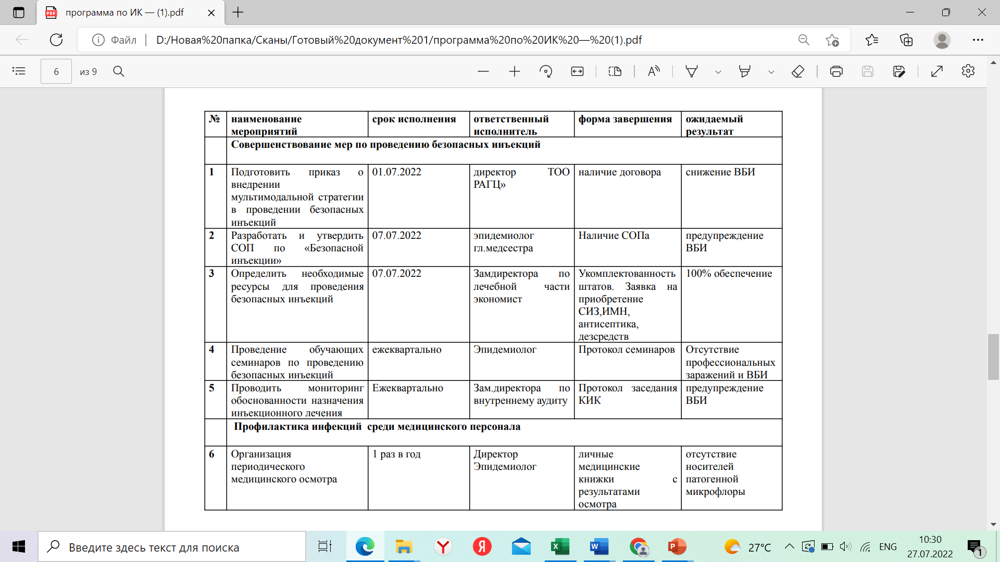 программа по ИК — (1).pdf
Файл
D:/Новая%20папка/Сканы/Готовый%20документ%201/программа%20по%20ИК%20—%20(1).pdf
6
из 9
№
наименование
мероприятий
срок исполнения
ответственный
исполнитель
форма завершения
ожидаемый
результат
Совершенствование мер по проведению безопасных инъекций
1
Подготовить приказ о
внедрении
мультимодальной стратегии
в проведении безопасных
инъекций
01.07.2022
директор ТОО
РАГЦ»
наличие договора
снижение ВБИ
2
Разработать и утвердить
СОП по «Безопасной
инъекции»
07.07.2022
эпидемиолог
гл.медсестра
Наличие СОПа
предупреждение
ВБИ
3
Определить необходимые
ресурсы для проведения
безопасных инъекций
07.07.2022
Замдиректора по
лечебной части
экономист
Укомплектованность
штатов. Заявка на
приобретение
СИЗ,ИМН,
антисептика,
дезсредств
100% обеспечение
4
Проведение обучающих
семинаров по проведению
безопасных инъекций
ежеквартально
Эпидемиолог
Протокол семинаров
Отсутствие
профессиональных
заражений и ВБИ
5
Проводить мониторинг
обоснованности назначения
инъекционного лечения
Ежеквартально
Зам.директора по
внутреннему аудиту
Протокол заседания
КИК
предупреждение
ВБИ
Профилактика инфекций среди медицинского персонала
6
Организация
периодического
медицинского осмотра
1 раз в год
Директор
Эпидемиолог
личные
медицинские
книжки с
результатами
осмотра
отсутствие
носителей
патогенной
микрофлоры
Введите здесь текст для поиска
27°C
ENG
10:30
27.07.2022
1